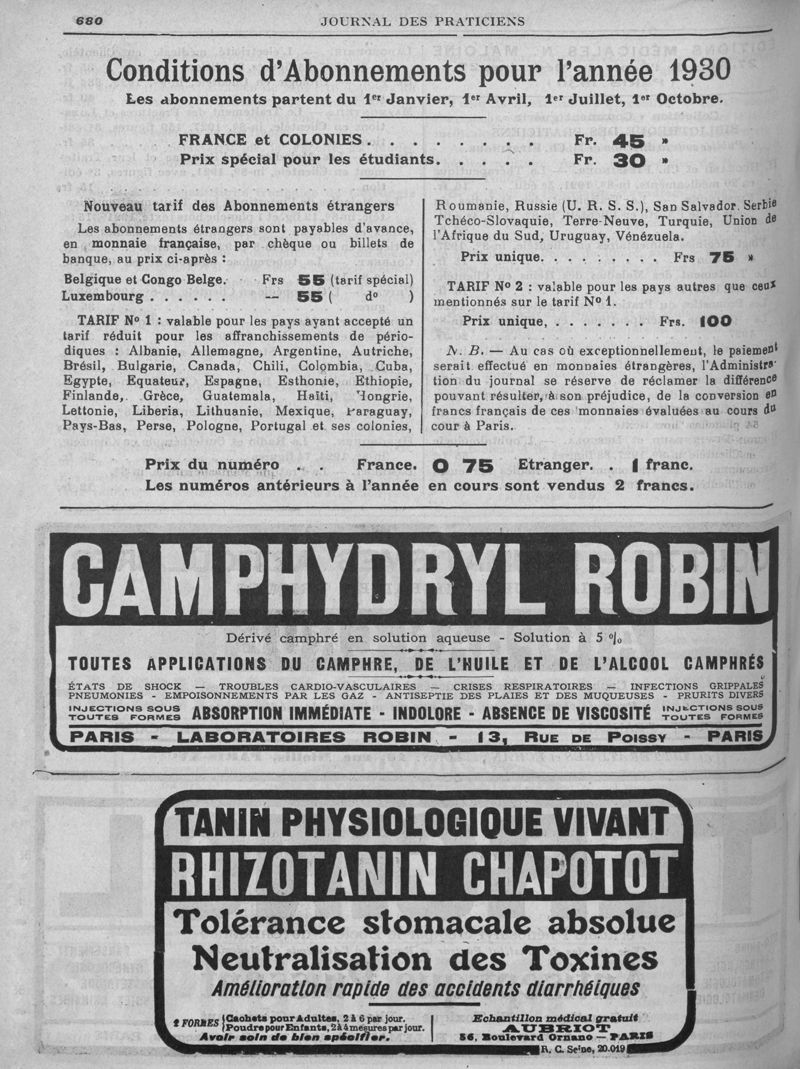 680
JOURNAL DES PRATICIENS
Conditions d'Abonnements pour l'année 1930
Les abonnements partent du 1er Janvier, 1er Avril, 1er Juillet, 1er Octobre.
FRANCE et COLONIES. . . . . . . . Fr. 45 »
Prix spécial pour les étudiants. . . . . Fr. 30 »
Nouveau tarif des Abonnements étrangers
Les abonnements étrangers sont payables d'avance,
en monnaie française, par chèque ou billets de
banque, au prix ci-après :
Belgique et Congo Belge. Frs 55 (tarif spécial)
Luxembourg . . . . . . — 55 ( do )
TARIF No 1 : valable pour les pays ayant accepté un
tarif réduit pour les affranchissements de pério-
diques : Albanie, Allemagne, Argentine, Autriche,
Brésil, Bulgarie, Canada, Chili, Colombia, Cuba,
Egypte, Equateur, Espagne, Esthonie, Ethiopie,
Finlande, Grèce, Guatemala, Haïti, Hongrie,
Lettonie, Liberia, Lithuanie, Mexique, Paraguay,
Pays-Bas, Perse, Pologne, Portugal et ses colonies,
Roumanie, Russie (U. R. S. S.), San Salvador. Serbie
Tchéco-Slovaquie, Terre-Neuve, Turquie, Union de
l'Afrique du Sud, Uruguay, Vénézuela.
Prix unique. . . . . . . . . Frs 75 »
TARIF No 2 : valable pour les pays autres que ceux
mentionnés sur le tarif No 1.
Prix unique, . . . . . . . Frs. 100
N. B. — Au cas où exceptionnellement, le paiement
serait effectué en monnaies étrangères, l'Administra-
tion du journal se réserve de réclamer la différence
pouvant résulter, à son préjudice, de la conversion en
francs français de ces monnaies évaluées au cours du
cour à Paris.
Prix du numéro . . France. 0 75 Etranger. . 1 franc.
Les numéros antérieurs à l'année en cours sont vendus 2 francs.
CAMPHYDRYL ROBIN
Dérivé camphré en solution aqueuse - Solution à 5 %
TOUTES APPLICATIONS DU CAMPHRE, DE L'HUILE ET DE L'ALCOOL CAMPHRÉS
ÉTATS DE SHOCK — TROUBLES CARDIO-VASCULAIRES — CRISES RESPIRATOIRES — INFECTIONS GRIPPALES
PNEUMONIES - EMPOISONNEMENTS PAR LES GAZ - ANTISEPTIE DES PLAIES ET DES MUQUEUSES - PRURITS DIVERS
INJECTIONS SOUS TOUTES FORMES ABSORPTION IMMÉDIATE - INDOLORE - ABSENCE DE VISCOSITÉ INJECTIONS SOUS TOUTES FORMES
PARIS - LABORATOIRES ROBIN - 13, RUE DE POISSY - PARIS
TANIN PHYSIOLOGIQUE VIVANT
RHIZOTANIN CHAPOTOT
Tolérance stomacale absolue
Neutralisation des Toxines
Amélioration rapide des accidents diarrhéiques
2 FORMES { Cachets pour Adultes, 2 à 6 par jour.
Poudre pour Enfants, 2 à 4 mesures par jour.
Avoir soin de bien spécifier.
Echantillon médical gratuit
AUBRIOT
56, Boulevard Ornano — PARIS
R. C. Seine, 20.019